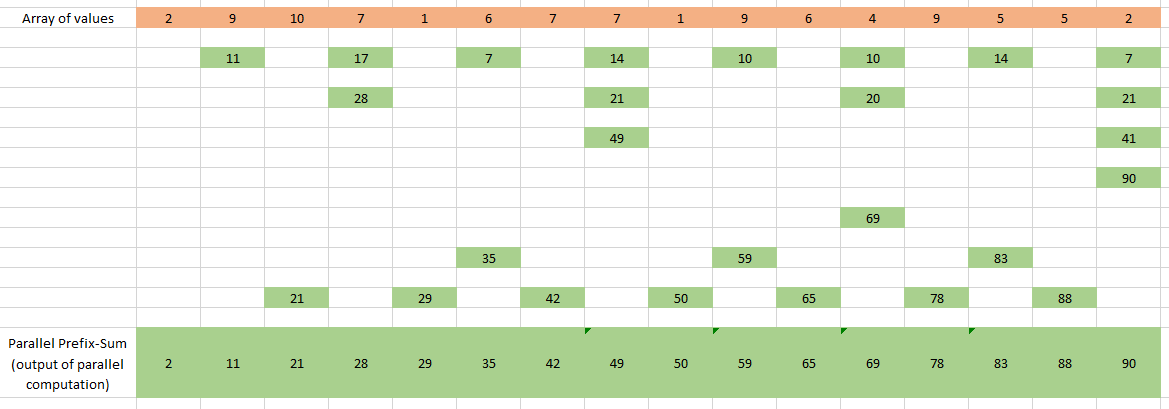 Array of values 2 9 10 7 1 6 7 7 1 9 6 4 9 5 5 2
11 17 7 14 10 10 14 7
28 21 20 21
49 41
90
69
35 59 83
21 29 42 50 65 78 88
Parallel Prefix-Sum
(output of parallel
computation)
2 11 21 28 29 35 42 49 50 59 65 69 78 83 88 90